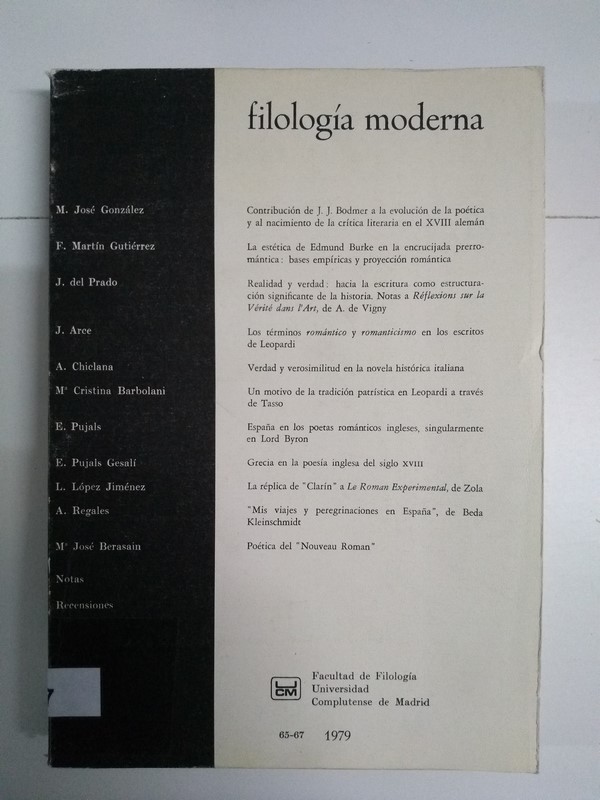 filología moderna
M. José González
Contribución de J. J. Bodmer a la evolución de la poética
y al nacimiento de la crítica literaria en el XVIII alemán
F. Martín Gutiérrez
La estética de Edmund Burke en la encrucijada prerro-
mántica: bases empíricas y proyección romántica
J. del Prado
Realidad y verdad: hacia la escritura como estructura-
ción significante de la historia. Notas a Réflexions sur la
Vérité dans l'Art, de A. de Vigny
J. Arce
Los términos romántico y romanticismo en los escritos
de Leopardi
A. Chiclana
Verdad y verosimilitud en la novela histórica italiana
Mª Cristina Barbolani
Un motivo de la tradición patrística en Leopardi a través
de Tasso
E. Pujals
España en los poetas románticos ingleses, singularmente
en Lord Byron
E. Pujals Gesalí
Grecia en la poesía inglesa del siglo XVIII
L. López Jiménez
La réplica de "Clarín" a Le Roman Experimental, de Zola
A. Regales
"Mis viajes y peregrinaciones en España", de Beda
Kleinschmidt
Mª José Berasain
Poética del "Nouveau Roman"
Notas
Recensiones
7
UCM
Facultad de Filología
Universidad
Complutense de Madrid
65-67 1979